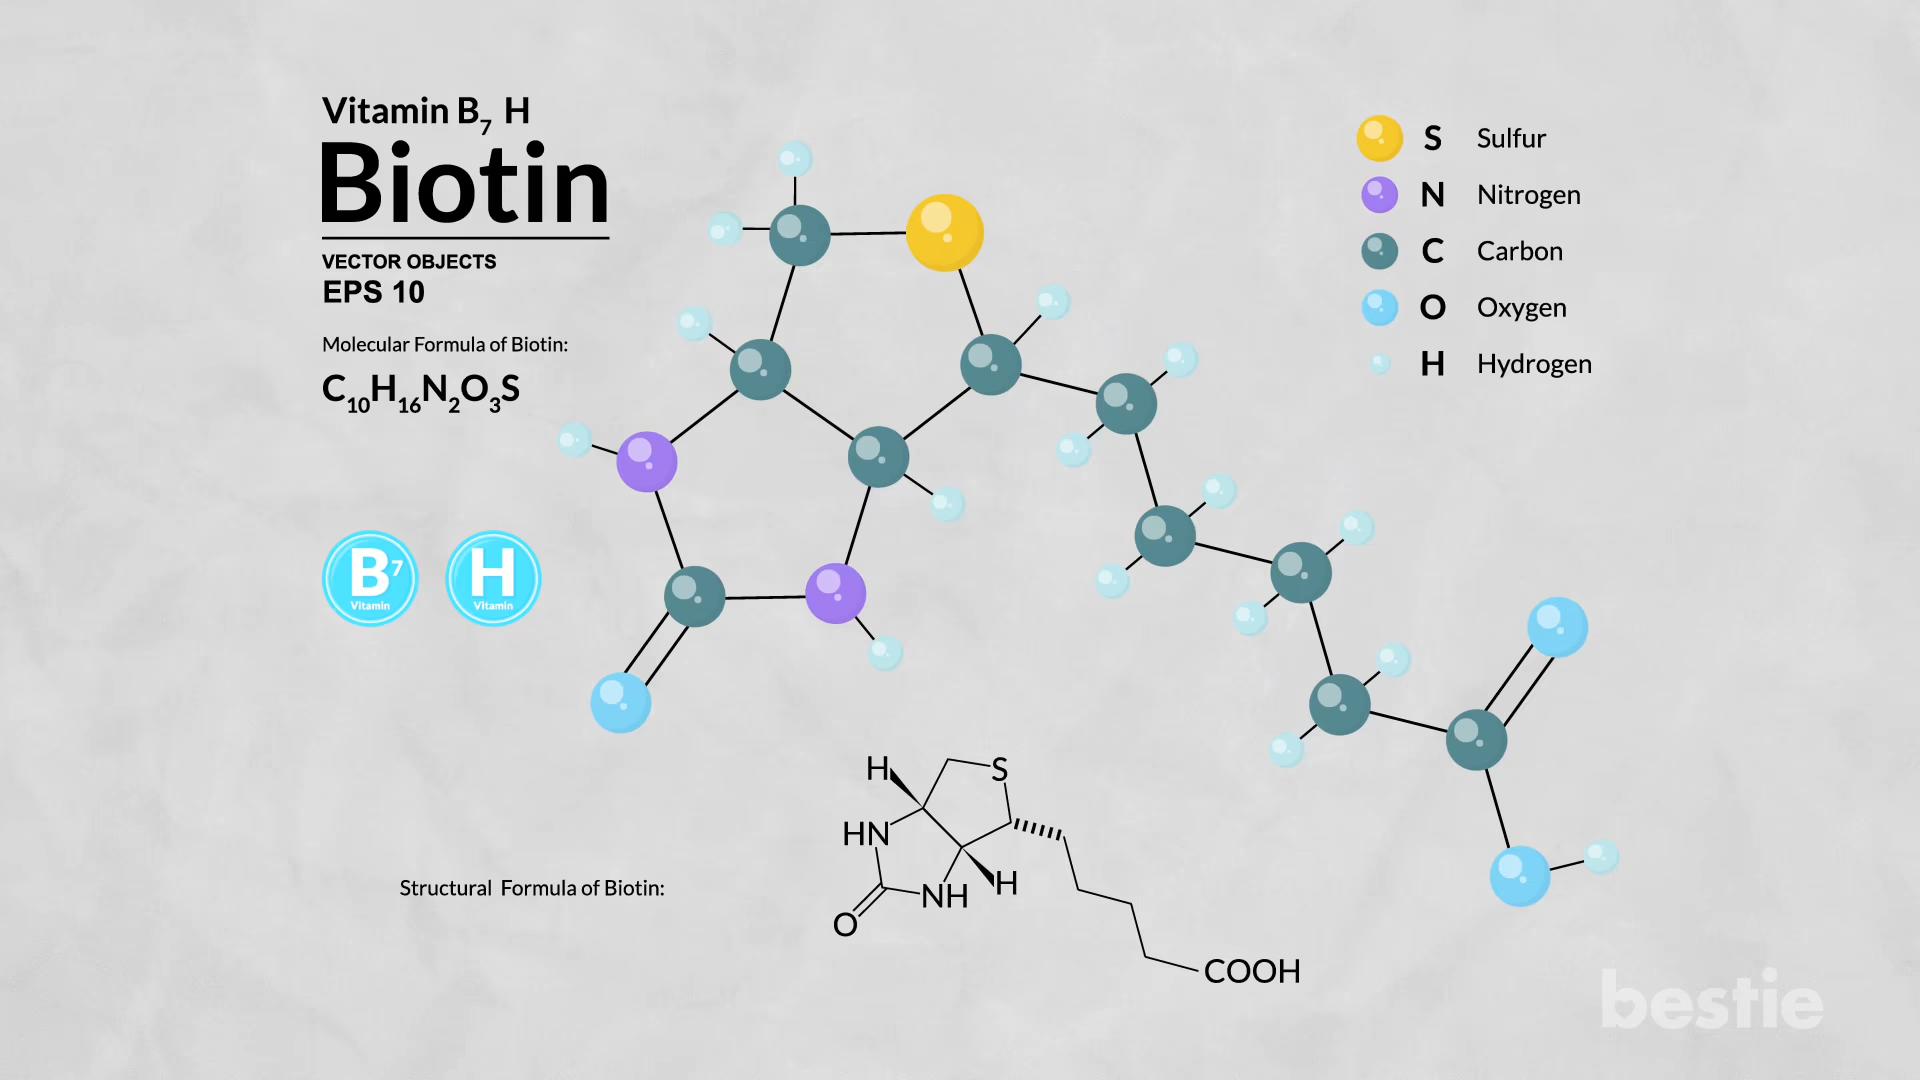 Vitamin B₇ H
Biotin
VECTOR OBJECTS
EPS 10
Molecular Formula of Biotin:
C₁₀H₁₆N₂O₃S
B⁷
Vitamin
H
Vitamin
S Sulfur
N Nitrogen
C Carbon
O Oxygen
H Hydrogen
Structural Formula of Biotin:
H
S
HN
H
NH
O
COOH
bestie